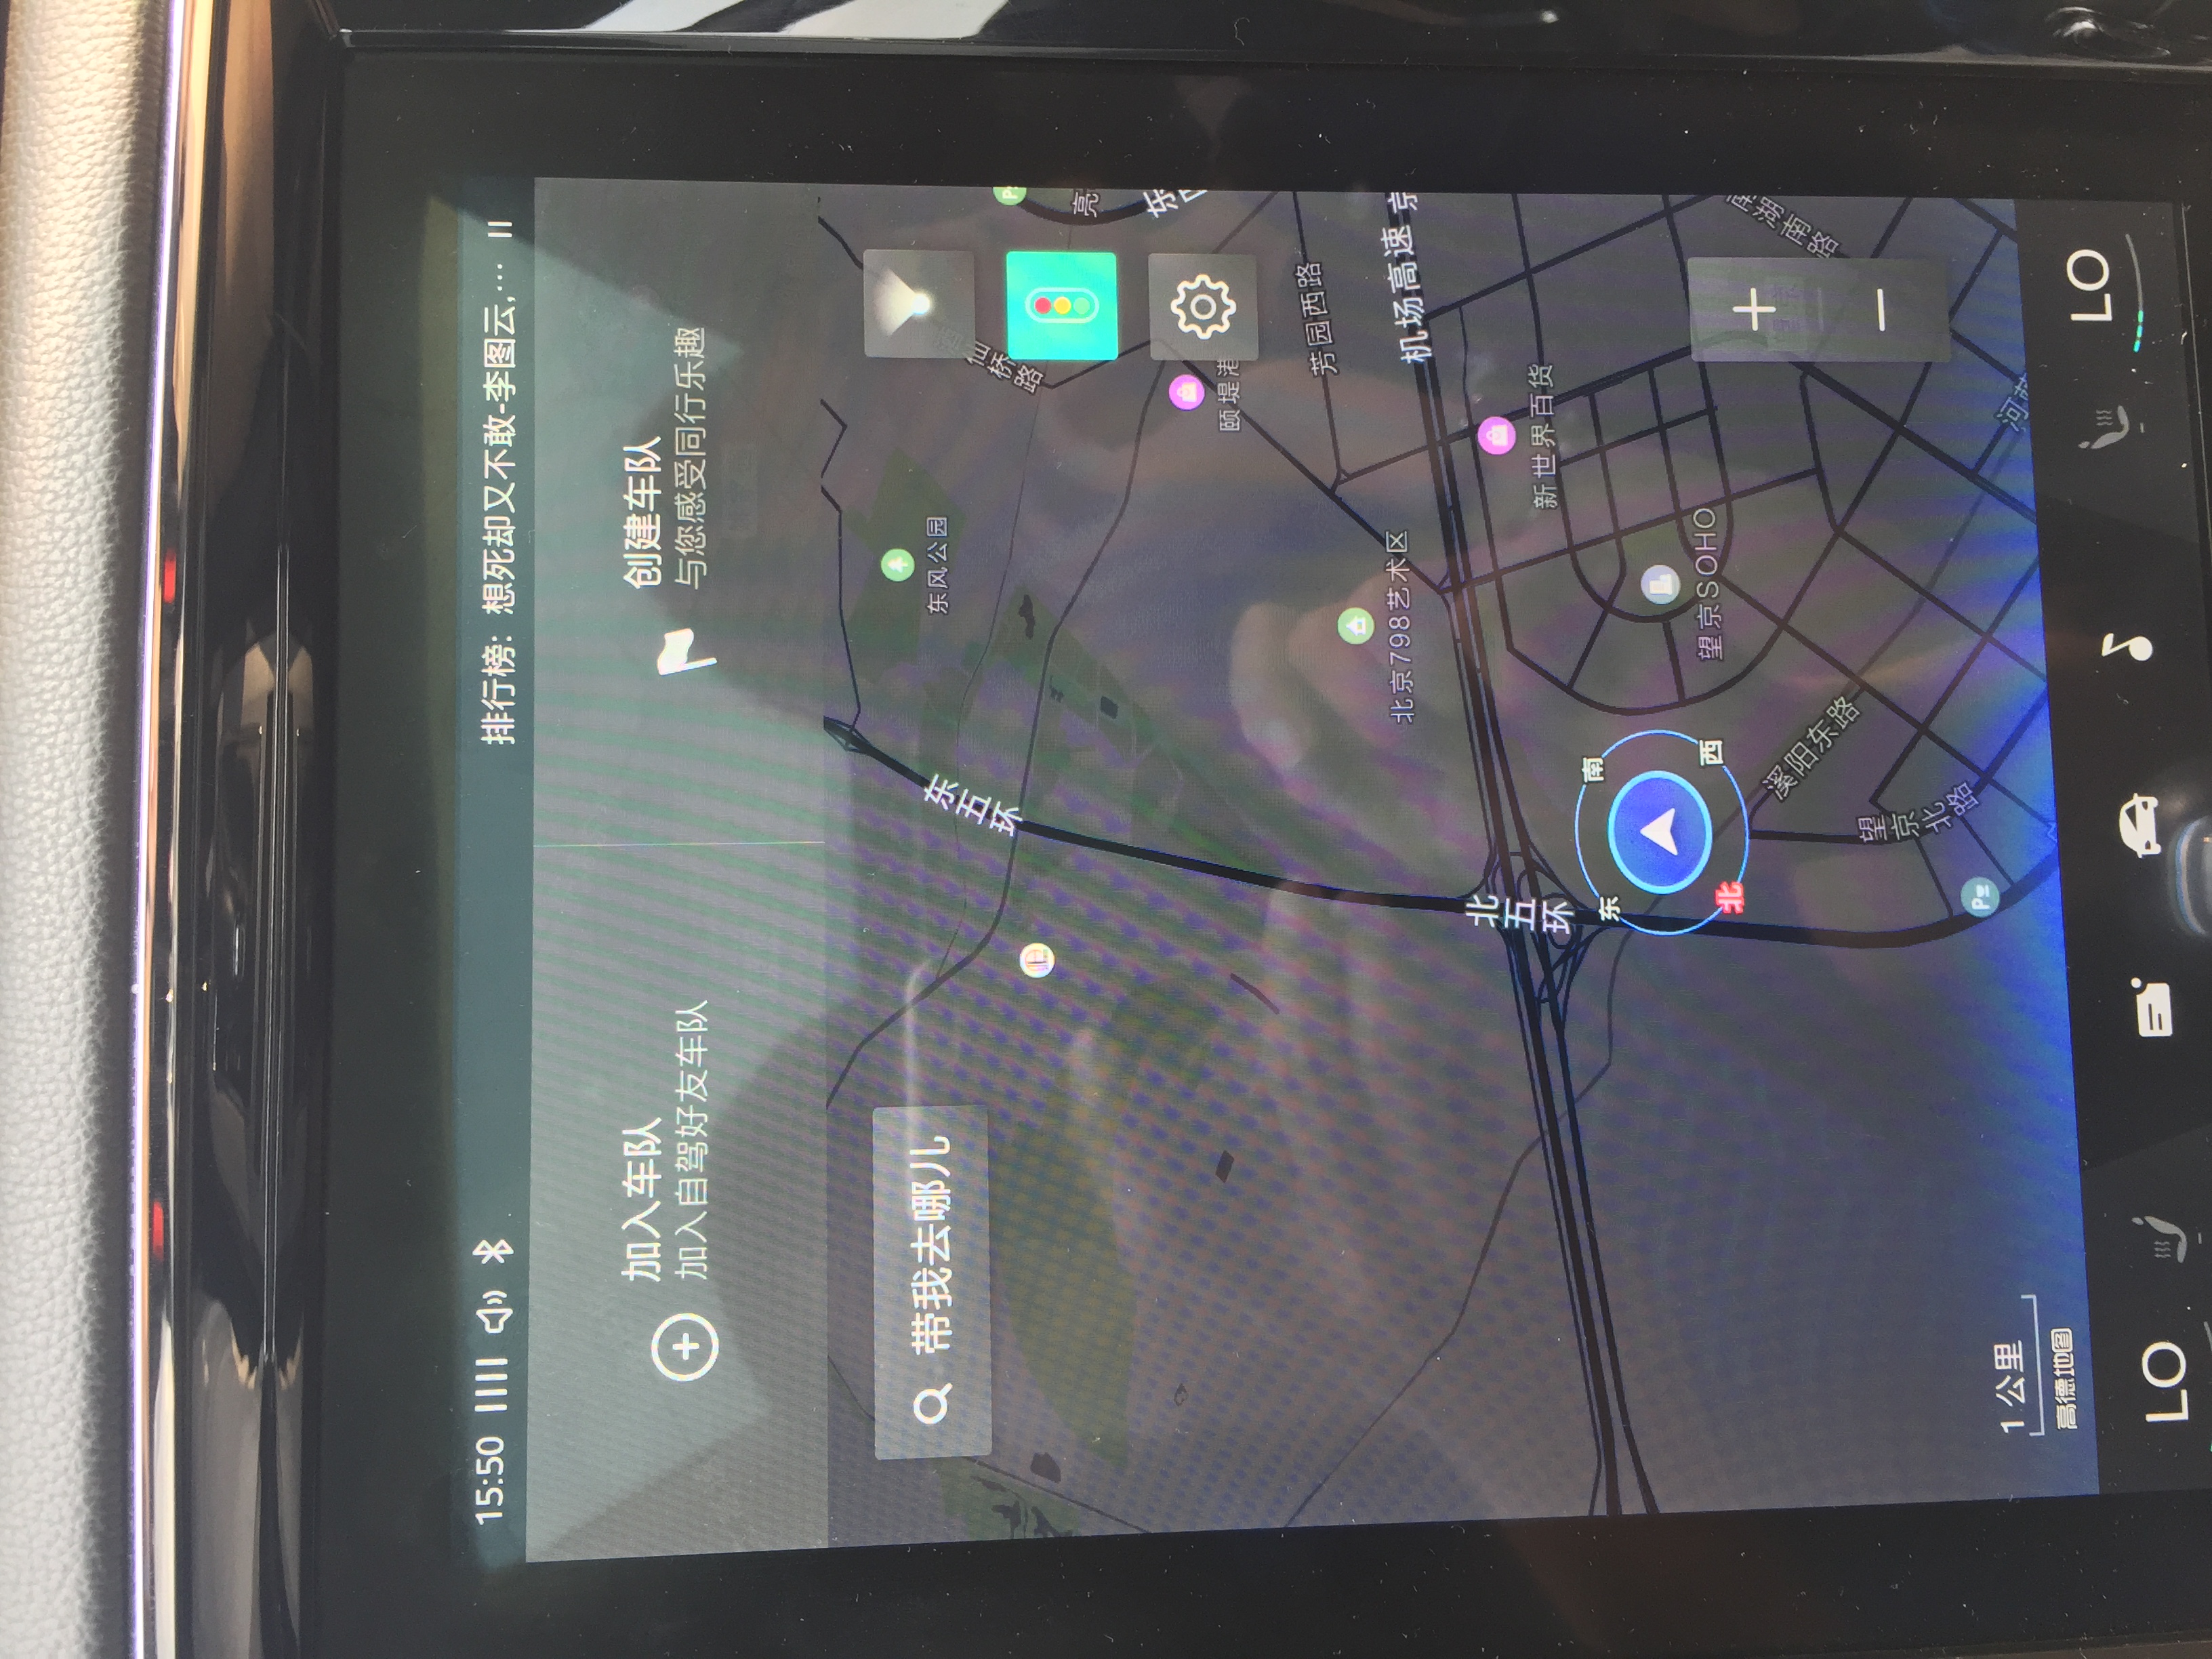 15:50
排行榜: 想死却又不敢-李图云,…
加入车队
加入自驾好友车队
创建车队
与您感受同行乐趣
带我去哪儿
东五环
东风公园
仙桥路
P
亮
东
颐堤港
芳园西路
北京798艺术区
机场高速 京
北五环
新世界百货
东
南
西
北
望京SOHO
溪阳东路
望京北路
望京
P
1 公里
高德地图
LO
LO